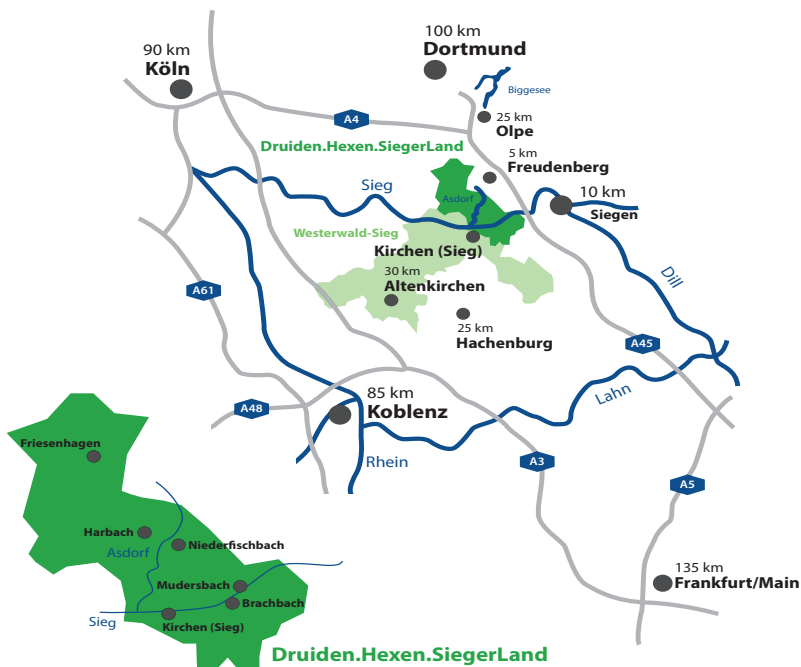 100 km
Dortmund
90 km
Köln
Biggesee
A4
25 km
Olpe
Druiden.Hexen.SiegerLand
5 km
Freudenberg
Sieg
Asdorf
10 km
Siegen
Westerwald-Sieg
Kirchen (Sieg)
30 km
Altenkirchen
Dill
A61
25 km
Hachenburg
A45
85 km
Koblenz
Lahn
A48
Rhein
A3
A5
Friesenhagen
Harbach
Asdorf
Niederfischbach
Mudersbach
Brachbach
Sieg
Kirchen (Sieg)
135 km
Frankfurt/Main
Druiden.Hexen.SiegerLand